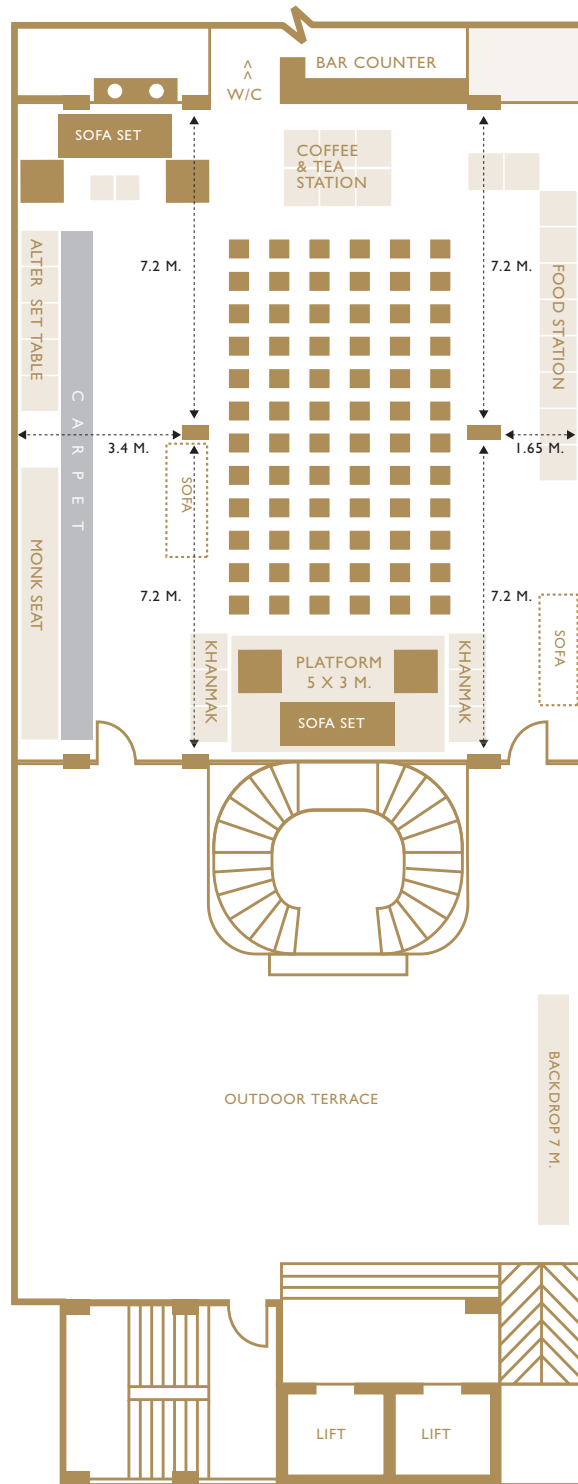 BAR COUNTER
<<
W/C
SOFA SET
COFFEE
& TEA
STATION
7.2 M.
7.2 M.
ALTER SET TABLE
CARPET
FOOD STATION
3.4 M.
1.65 M.
SOFA
MONK SEAT
7.2 M.
7.2 M.
SOFA
KHANMAK
PLATFORM
5 X 3 M.
KHANMAK
SOFA SET
BACKDROP 7 M.
OUTDOOR TERRACE
LIFT
LIFT